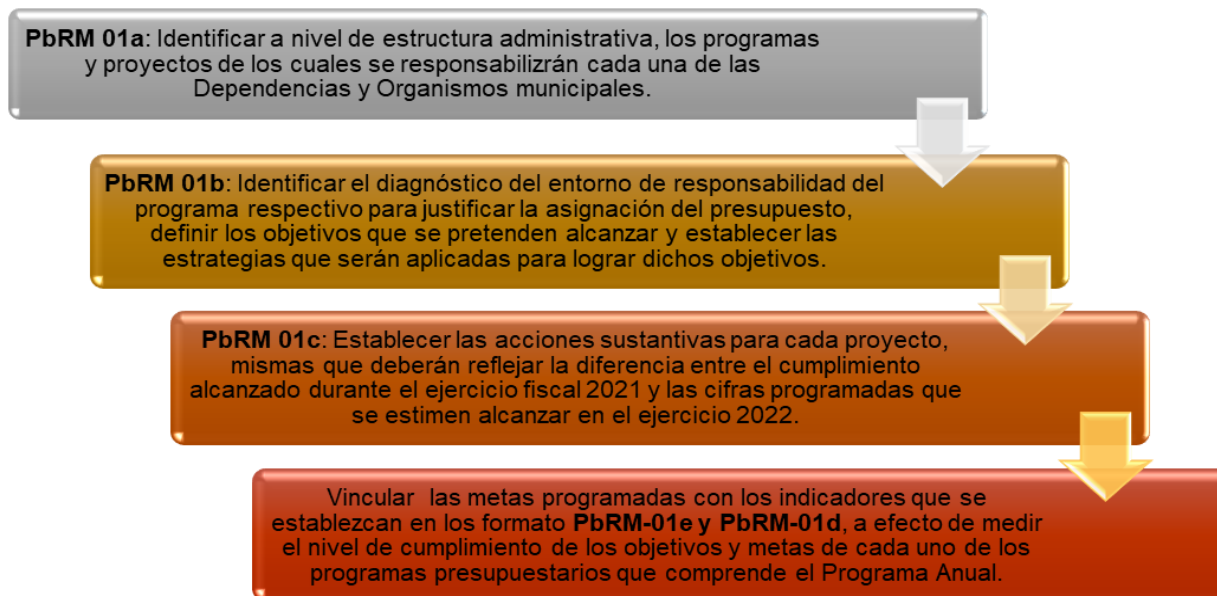 PbRM 01a: Identificar a nivel de estructura administrativa, los programas
y proyectos de los cuales se responsabilizrán cada una de las
Dependencias y Organismos municipales.
PbRM 01b: Identificar el diagnóstico del entorno de responsabilidad del
programa respectivo para justificar la asignación del presupuesto,
definir los objetivos que se pretenden alcanzar y establecer las
estrategias que serán aplicadas para lograr dichos objetivos.
PbRM 01c: Establecer las acciones sustantivas para cada proyecto,
mismas que deberán reflejar la diferencia entre el cumplimiento
alcanzado durante el ejercicio fiscal 2021 y las cifras programadas que
se estimen alcanzar en el ejercicio 2022.
Vincular las metas programadas con los indicadores que se
establezcan en los formato PbRM-01e y PbRM-01d, a efecto de medir
el nivel de cumplimiento de los objetivos y metas de cada uno de los
programas presupuestarios que comprende el Programa Anual.